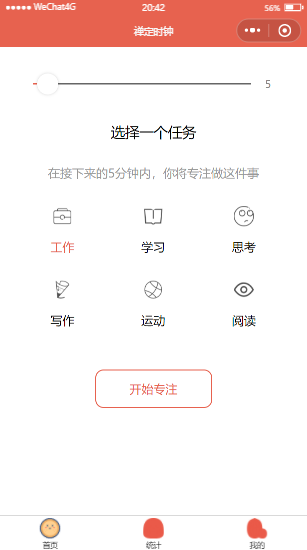 WeChat4G 20:42 56%
禅定时钟
5
选择一个任务
在接下来的5分钟内，你将专注做这件事
工作 学习 思考
写作 运动 阅读
开始专注
首页 统计 我的